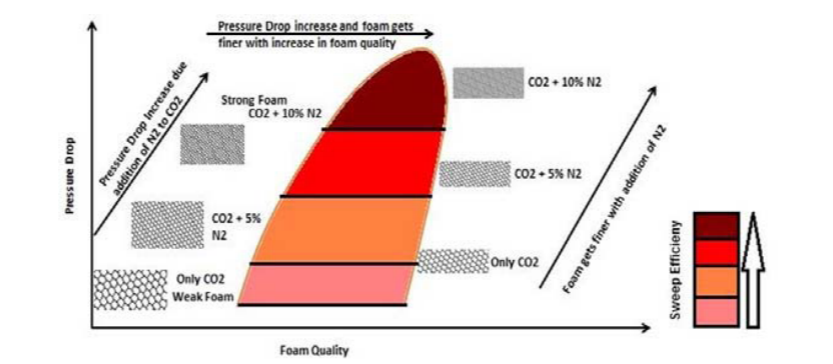 Pressure Drop increase and foam gets
finer with increase in foam quality
Pressure Drop Increase due
addition of N2 to CO2
Strong Foam
CO2 + 10% N2
CO2 + 10% N2
Pressure Drop
CO2 + 5% N2
CO2 + 5%
N2
Foam gets finer with addition of N2
Only CO2
Only CO2
Weak Foam
Sweep Efficieny
Foam Quality